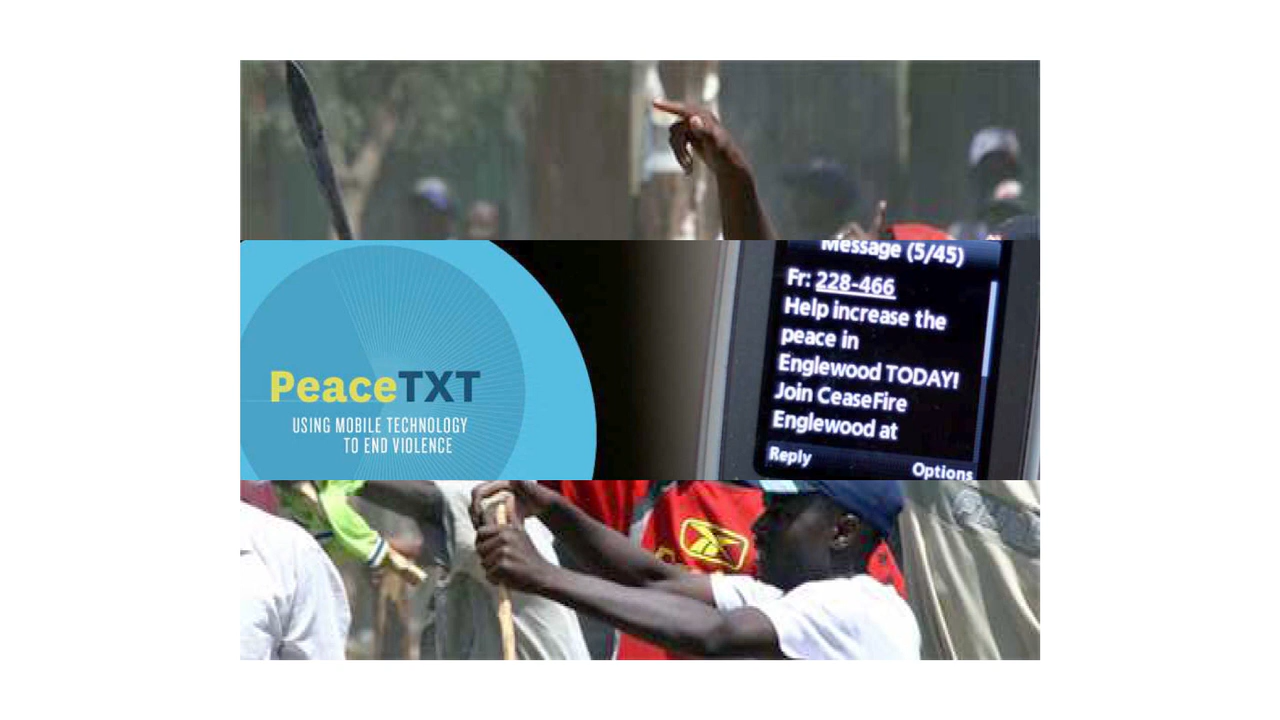 Message (5/45)
Fr: 228-466
Help increase the
peace in
Englewood TODAY!
Join CeaseFire
Englewood at
Reply
Options
PeaceTXT
USING MOBILE TECHNOLOGY
TO END VIOLENCE